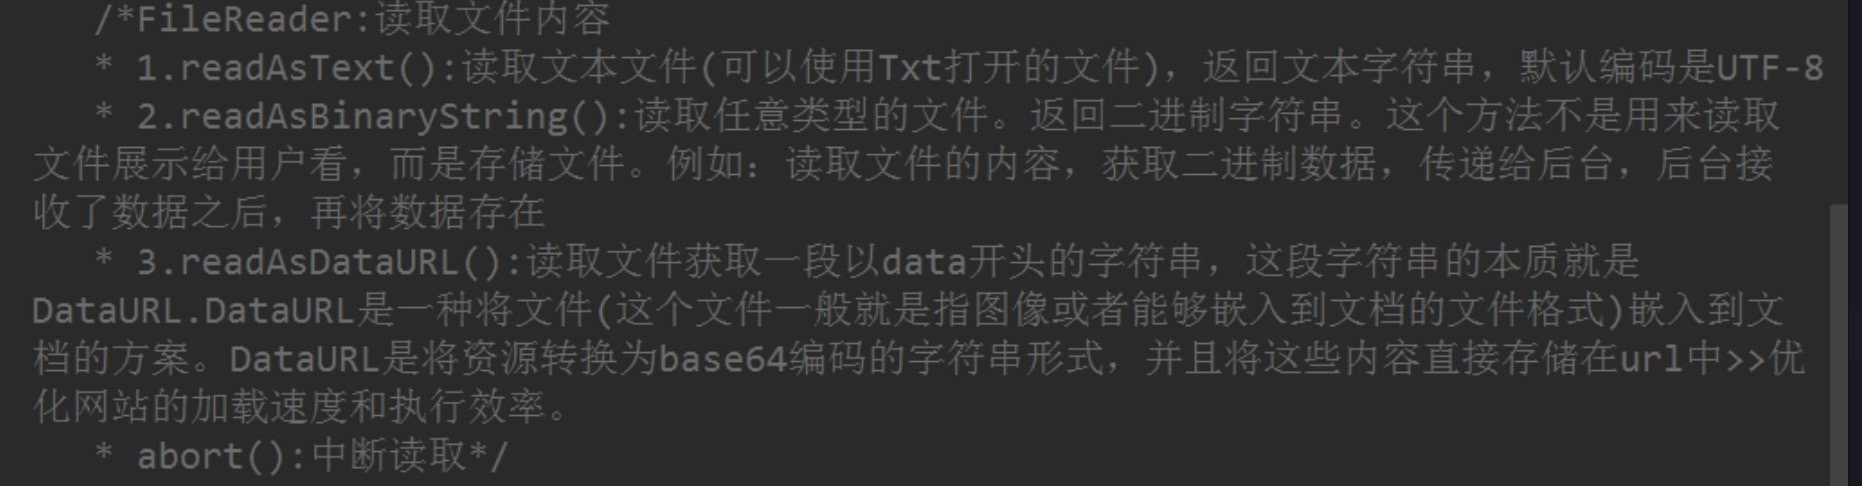 /*FileReader:读取文件内容
* 1.readAsText():读取文本文件(可以使用Txt打开的文件)，返回文本字符串，默认编码是UTF-8
* 2.readAsBinaryString():读取任意类型的文件。返回二进制字符串。这个方法不是用来读取
文件展示给用户看，而是存储文件。例如：读取文件的内容，获取二进制数据，传递给后台，后台接
收了数据之后，再将数据存在
* 3.readAsDataURL():读取文件获取一段以data开头的字符串，这段字符串的本质就是
DataURL.DataURL是一种将文件(这个文件一般就是指图像或者能够嵌入到文档的文件格式)嵌入到文
档的方案。DataURL是将资源转换为base64编码的字符串形式，并且将这些内容直接存储在url中>>优
化网站的加载速度和执行效率。
* abort():中断读取*/